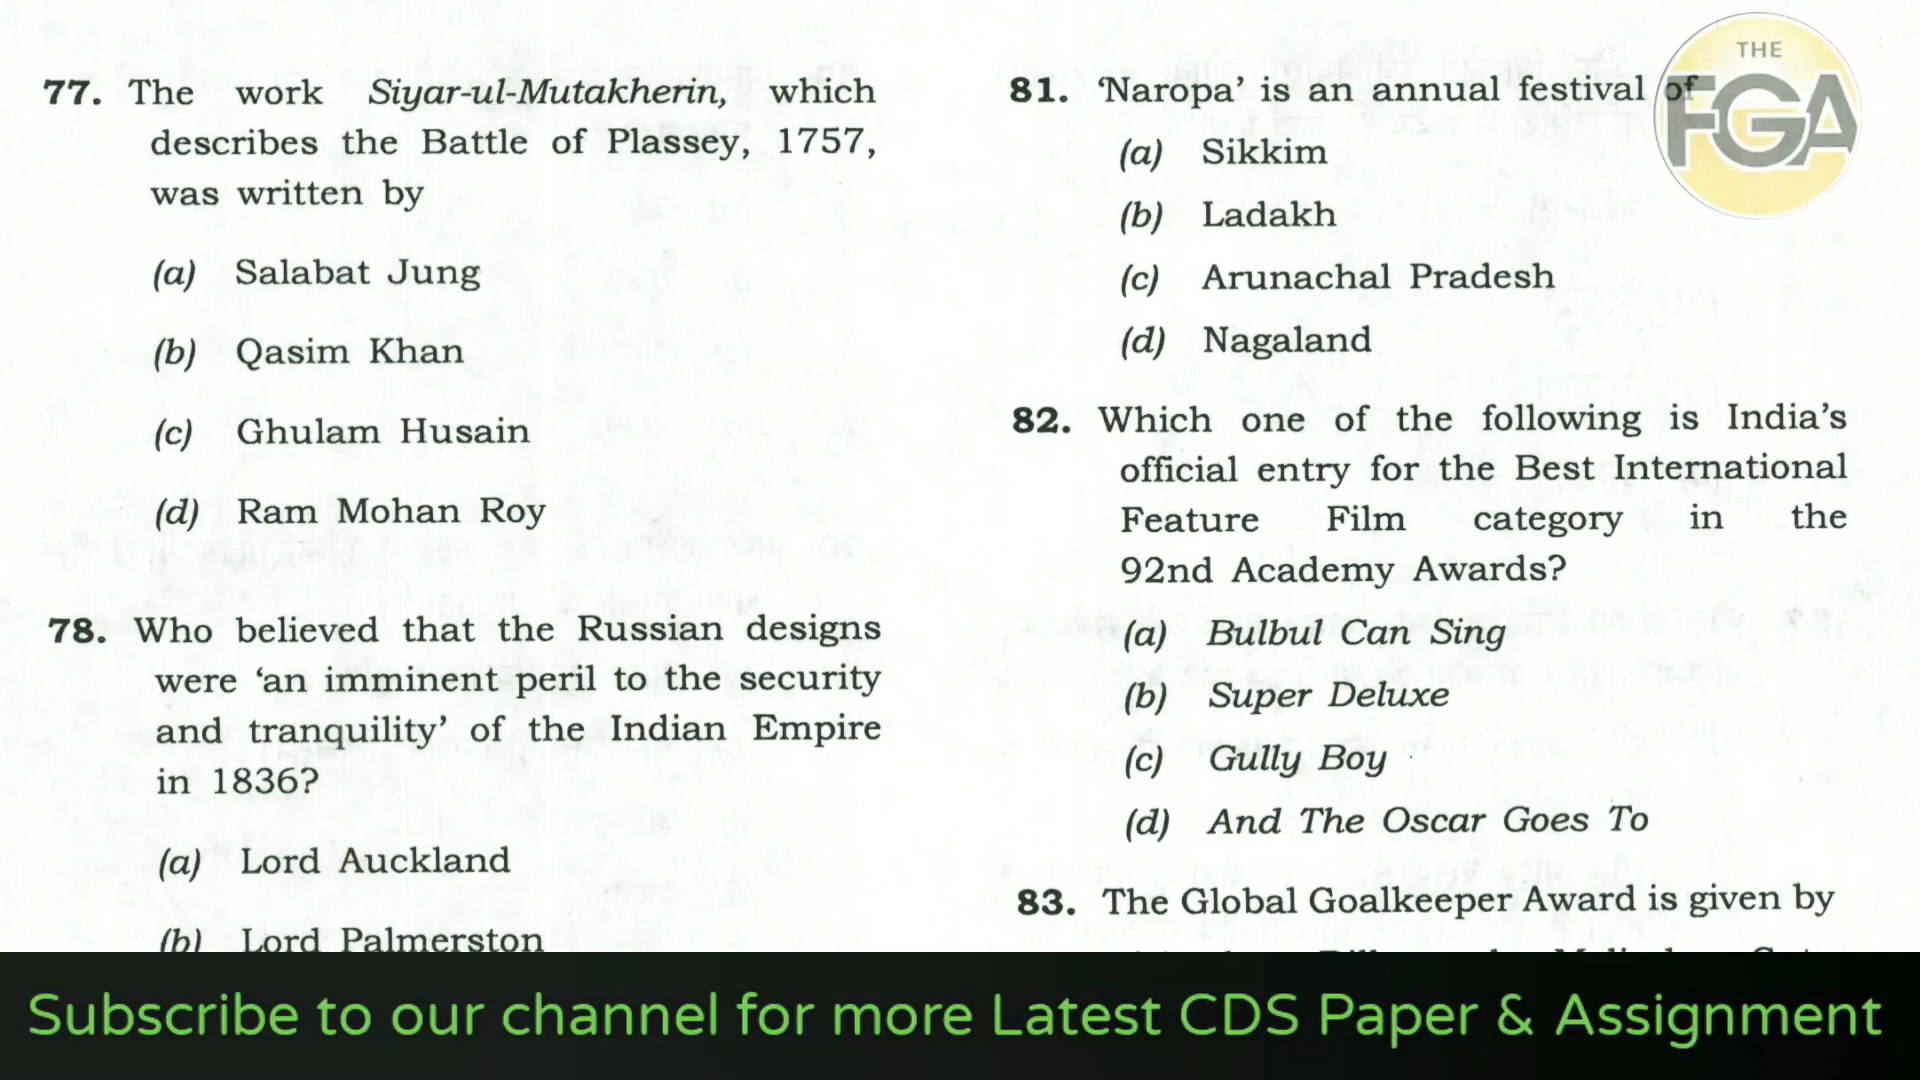 77. The work Siyar-ul-Mutakherin, which
describes the Battle of Plassey, 1757,
was written by
(a) Salabat Jung
(b) Qasim Khan
(c) Ghulam Husain
(d) Ram Mohan Roy
78. Who believed that the Russian designs
were ‘an imminent peril to the security
and tranquility’ of the Indian Empire
in 1836?
(a) Lord Auckland
(b) Lord Palmerston
81. ‘Naropa’ is an annual festival of
(a) Sikkim
(b) Ladakh
(c) Arunachal Pradesh
(d) Nagaland
82. Which one of the following is India’s
official entry for the Best International
Feature Film category in the
92nd Academy Awards?
(a) Bulbul Can Sing
(b) Super Deluxe
(c) Gully Boy
(d) And The Oscar Goes To
83. The Global Goalkeeper Award is given by
THE
FGA
Subscribe to our channel for more Latest CDS Paper & Assignment